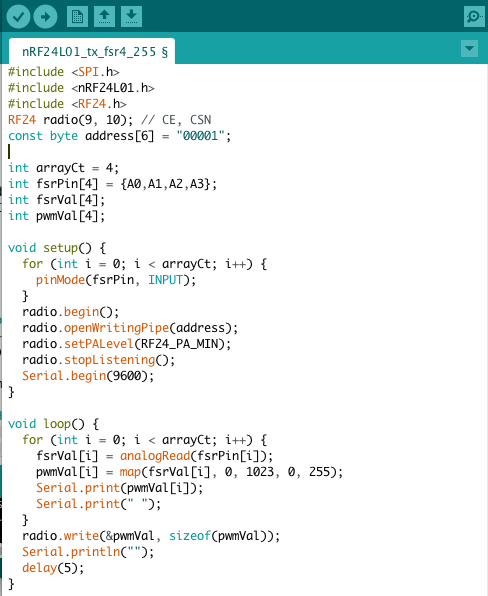 nRF24L01_tx_fsr4_255 §
#include <SPI.h>
#include <nRF24L01.h>
#include <RF24.h>
RF24 radio(9, 10); // CE, CSN
const byte address[6] = "00001";

int arrayCt = 4;
int fsrPin[4] = {A0,A1,A2,A3};
int fsrVal[4];
int pwmVal[4];

void setup() {
  for (int i = 0; i < arrayCt; i++) {
    pinMode(fsrPin, INPUT);
  }
  radio.begin();
  radio.openWritingPipe(address);
  radio.setPALevel(RF24_PA_MIN);
  radio.stopListening();
  Serial.begin(9600);
}

void loop() {
  for (int i = 0; i < arrayCt; i++) {
    fsrVal[i] = analogRead(fsrPin[i]);
    pwmVal[i] = map(fsrVal[i], 0, 1023, 0, 255);
    Serial.print(pwmVal[i]);
    Serial.print(" ");
  }
  radio.write(&pwmVal, sizeof(pwmVal));
  Serial.println("");
  delay(5);
}